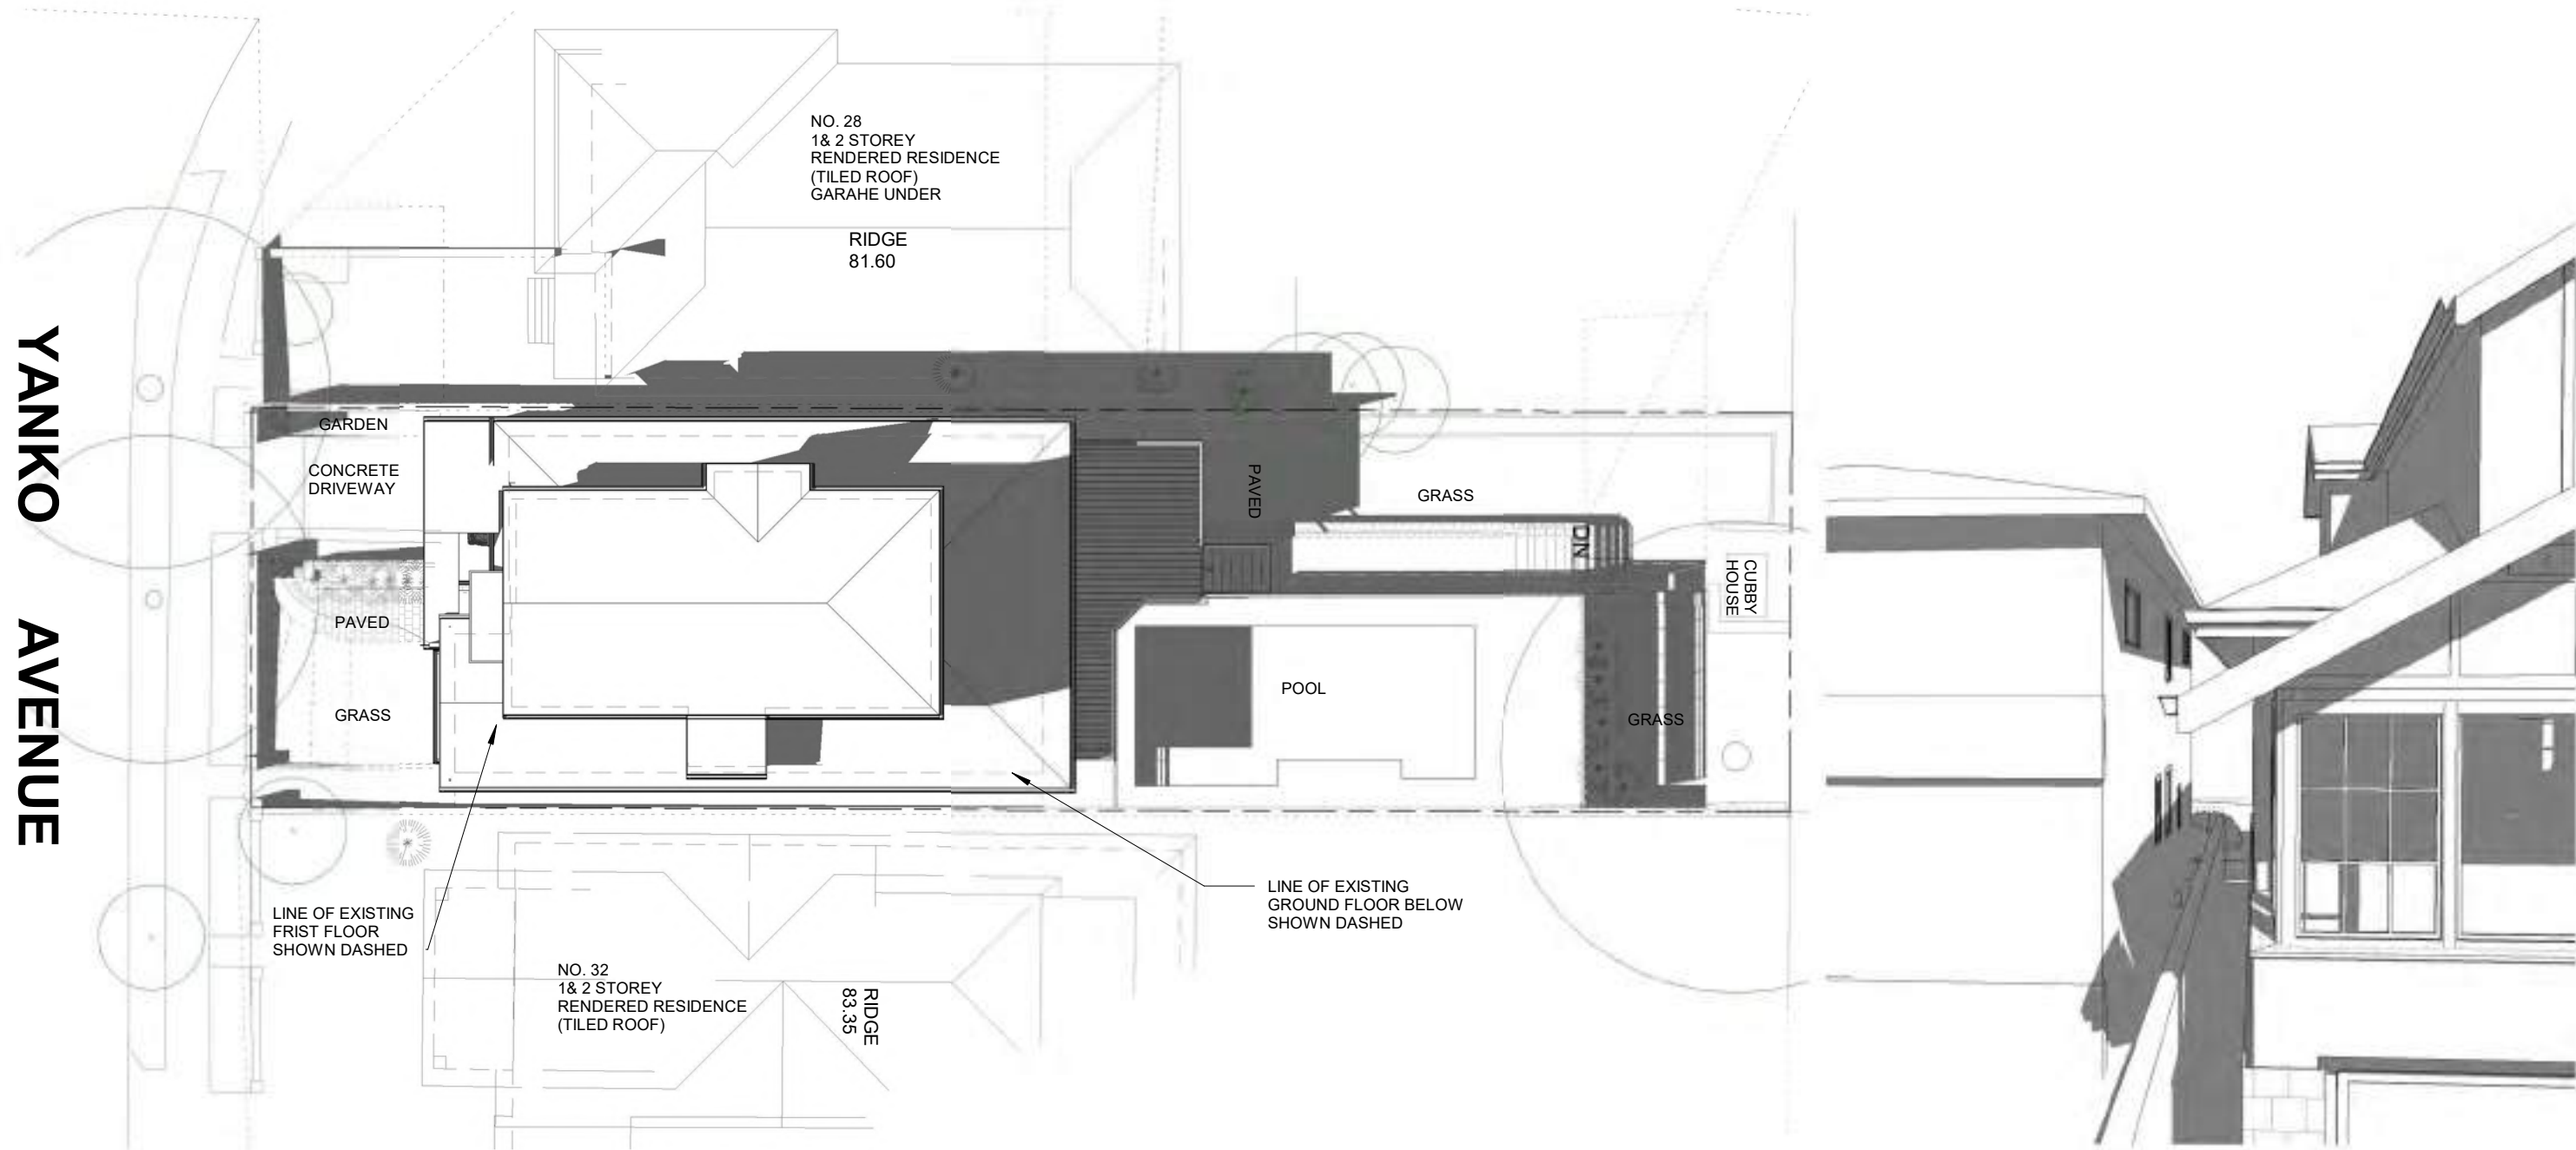 NO. 28
1& 2 STOREY
RENDERED RESIDENCE
(TILED ROOF)
GARAHE UNDER
RIDGE
81.60
YANKO AVENUE
GARDEN
CONCRETE
DRIVEWAY
PAVED
GRASS
PAVED
GRASS
DN
CUBBY
HOUSE
POOL
GRASS
LINE OF EXISTING
FRIST FLOOR
SHOWN DASHED
LINE OF EXISTING
GROUND FLOOR BELOW
SHOWN DASHED
NO. 32
1& 2 STOREY
RENDERED RESIDENCE
(TILED ROOF)
RIDGE
83.35